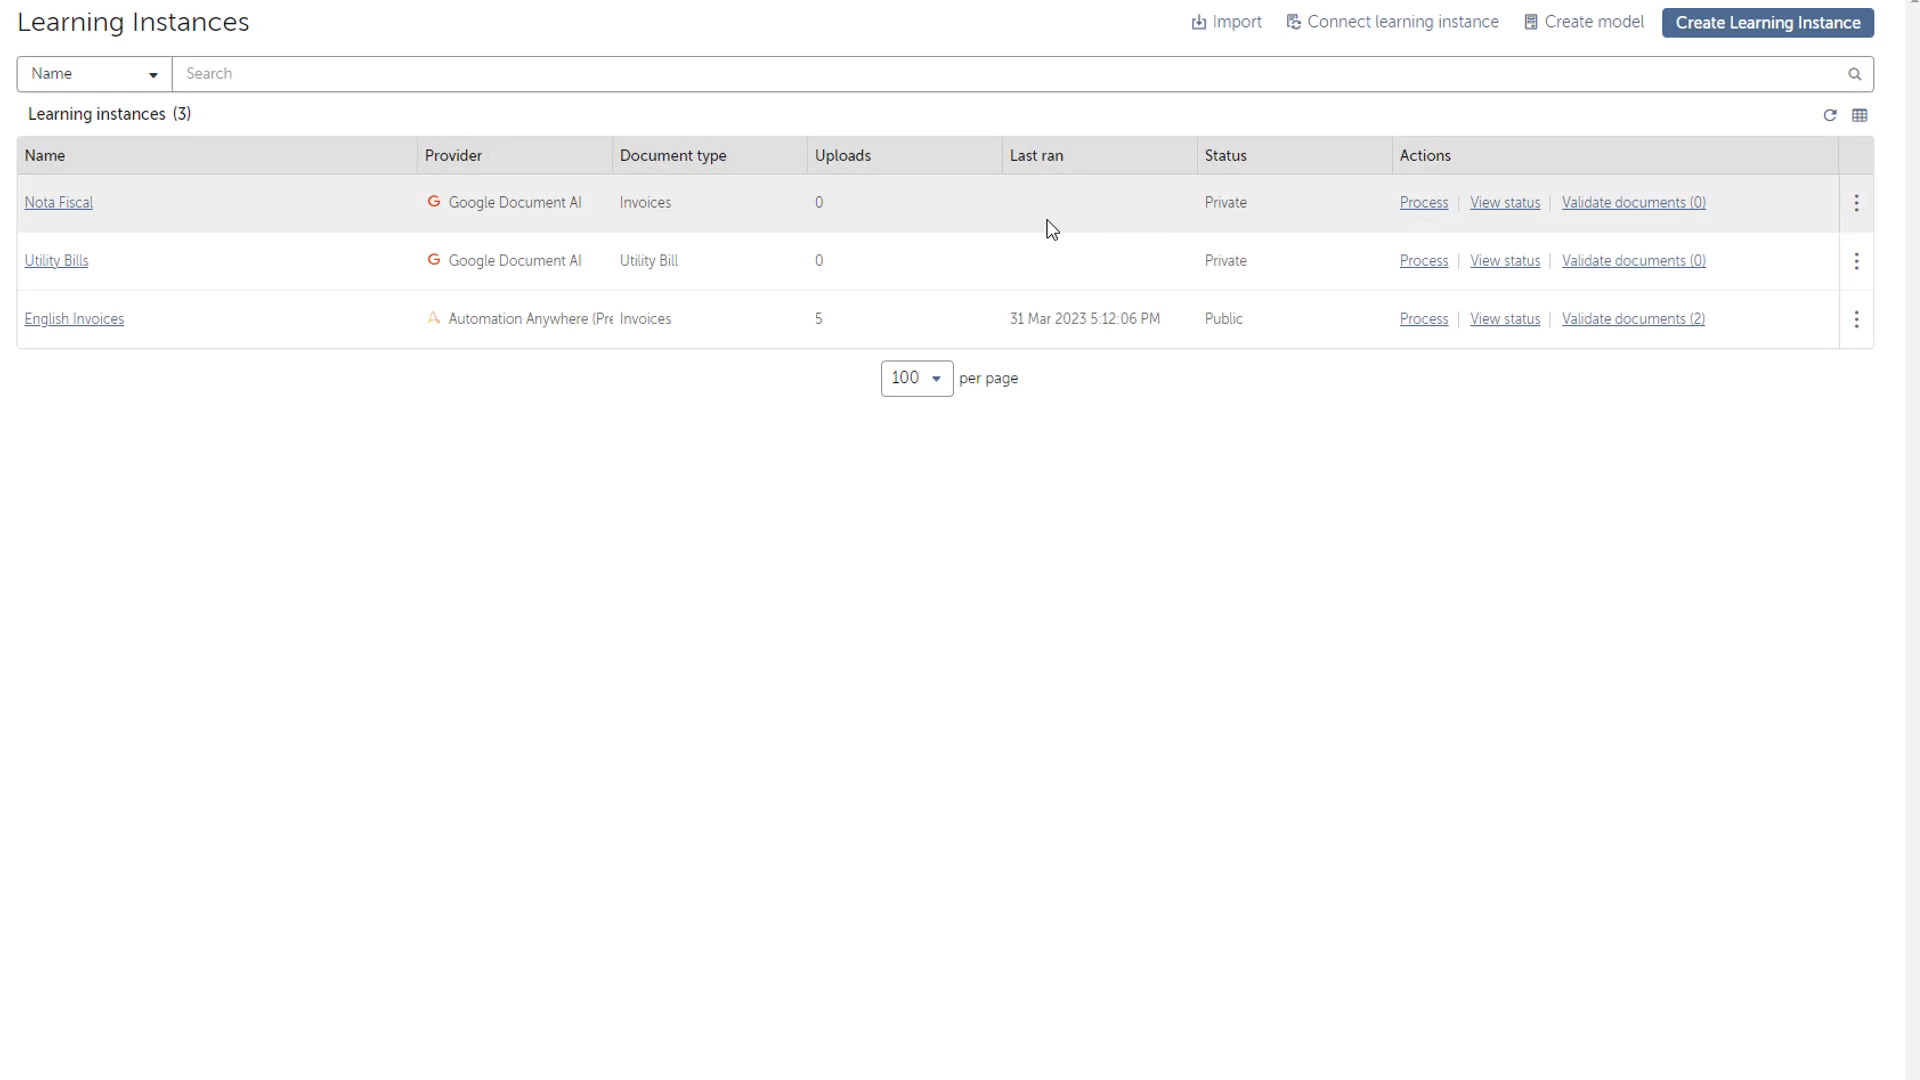 Learning Instances
Import
Connect learning instance
Create model
Create Learning Instance
Name
Search
Learning instances (3)
Name Provider Document type Uploads Last ran Status Actions
Nota Fiscal Google Document AI Invoices 0 Private Process View status Validate documents (0)
Utility Bills Google Document AI Utility Bill 0 Private Process View status Validate documents (0)
English Invoices Automation Anywhere (Pre Invoices 5 31 Mar 2023 5:12:06 PM Public Process View status Validate documents (2)
100 per page